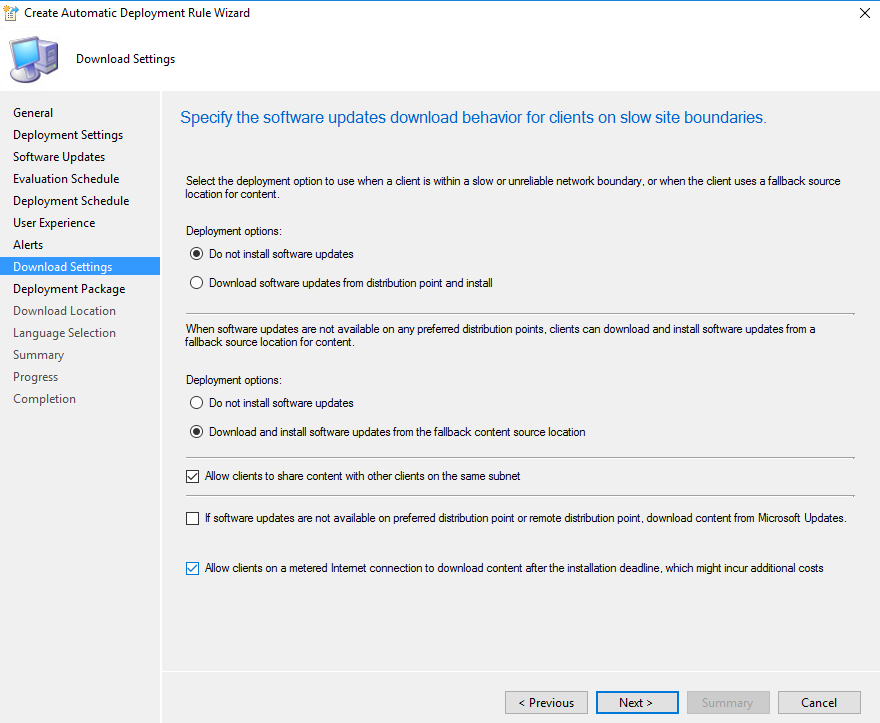 Create Automatic Deployment Rule Wizard
Download Settings
General
Deployment Settings
Software Updates
Evaluation Schedule
Deployment Schedule
User Experience
Alerts
Download Settings
Deployment Package
Download Location
Language Selection
Summary
Progress
Completion
Specify the software updates download behavior for clients on slow site boundaries.
Select the deployment option to use when a client is within a slow or unreliable network boundary, or when the client uses a fallback source
location for content.
Deployment options:
Do not install software updates
Download software updates from distribution point and install
When software updates are not available on any preferred distribution points, clients can download and install software updates from a
fallback source location for content.
Deployment options:
Do not install software updates
Download and install software updates from the fallback content source location
Allow clients to share content with other clients on the same subnet
If software updates are not available on preferred distribution point or remote distribution point, download content from Microsoft Updates.
Allow clients on a metered Internet connection to download content after the installation deadline, which might incur additional costs
< Previous
Next >
Summary
Cancel